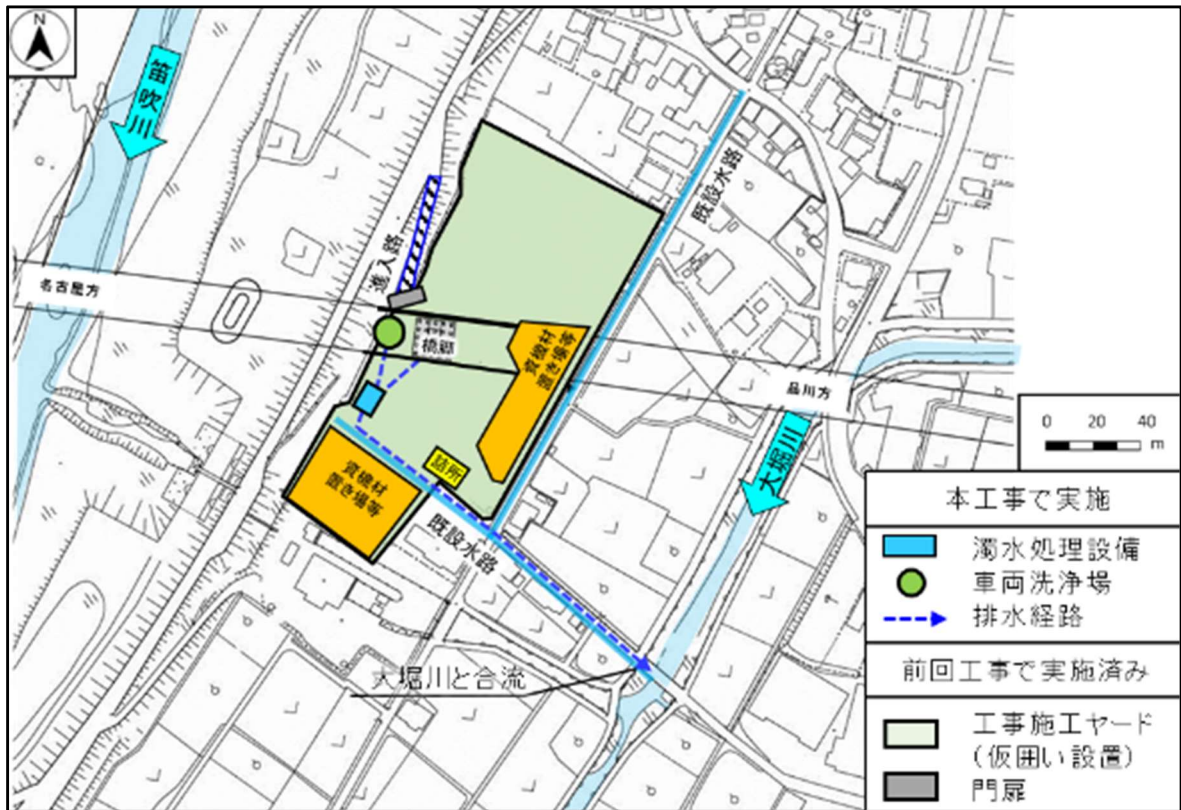 N
笛吹川
既設水路
進入路
名古屋方
橋脚
資機材
置き場等
品川方
0 20 40
m
大堀川
詰所
資機材
置き場等
既設水路
大堀川と合流
本工事で実施
濁水処理設備
車両洗浄場
排水経路
前回工事で実施済み
工事施工ヤード
(仮囲い設置)
門扉